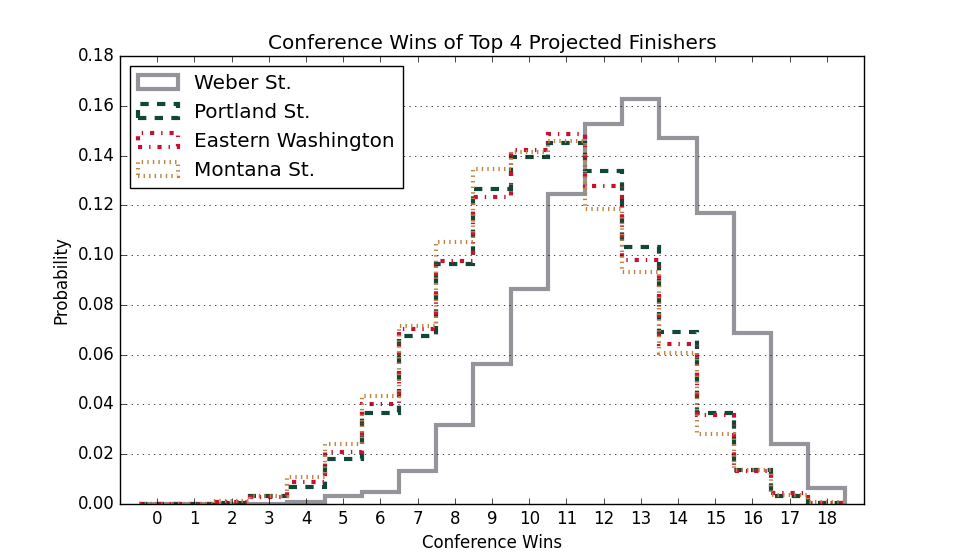 Conference Wins of Top 4 Projected Finishers
0.18
0.16
0.14
0.12
0.10
0.08
0.06
0.04
0.02
0.00
Probability
Weber St.
Portland St.
Eastern Washington
Montana St.
0 1 2 3 4 5 6 7 8 9 10 11 12 13 14 15 16 17 18
Conference Wins